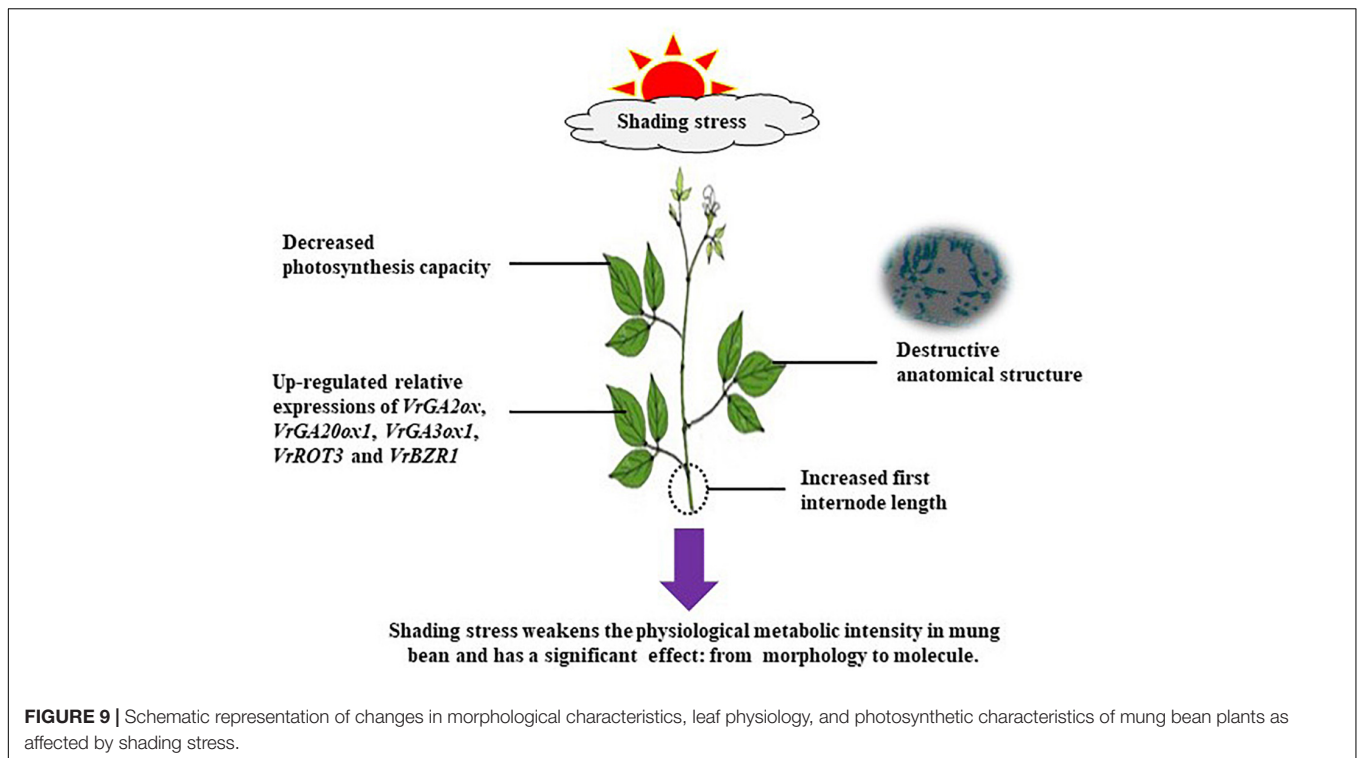 Shading stress
Decreased
photosynthesis capacity
Destructive
anatomical structure
Up-regulated relative
expressions of VrGA2ox,
VrGA20ox1, VrGA3ox1,
VrROT3 and VrBZR1
Increased first
internode length
Shading stress weakens the physiological metabolic intensity in mung
bean and has a significant effect: from morphology to molecule.
FIGURE 9 | Schematic representation of changes in morphological characteristics, leaf physiology, and photosynthetic characteristics of mung bean plants as
affected by shading stress.